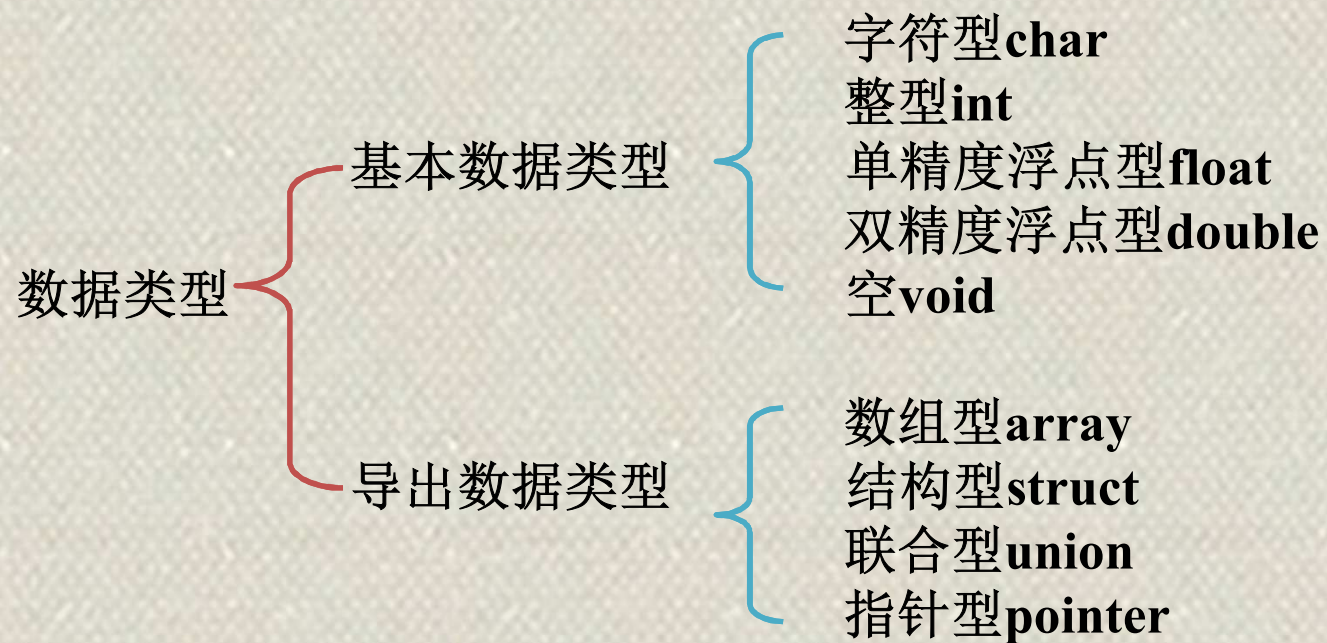 数据类型
基本数据类型
字符型char
整型int
单精度浮点型float
双精度浮点型double
空void
导出数据类型
数组型array
结构型struct
联合型union
指针型pointer